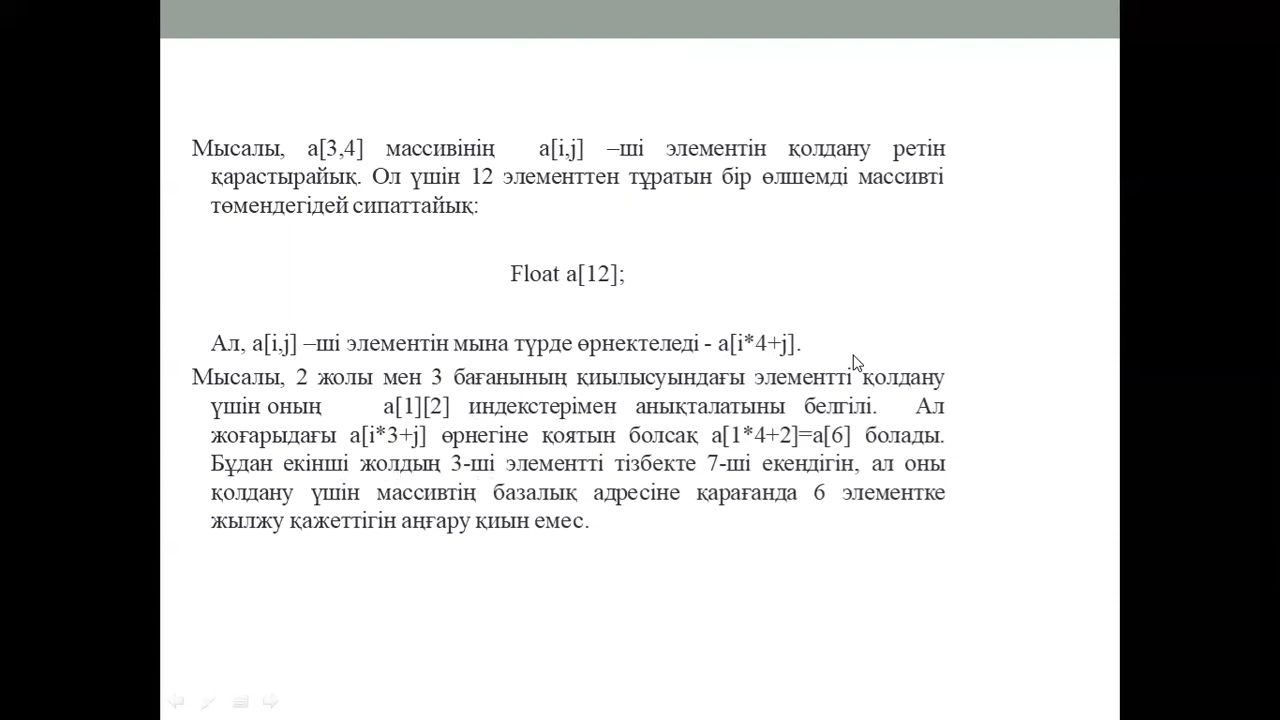 Мысалы, a[3,4] массивінің a[i,j] –ші элементін қолдану ретін
қарастырайық. Ол үшін 12 элементтен тұратын бір өлшемді массивті
төмендегідей сипаттайық:
Float a[12];
Ал, a[i,j] –ші элементін мына түрде өрнектеледі - a[i*4+j].
Мысалы, 2 жолы мен 3 бағанының қиылысуындағы элементті қолдану
үшін оның a[1][2] индекстерімен анықталатыны белгілі. Ал
жоғарыдағы a[i*3+j] өрнегіне қоятын болсақ a[1*4+2]=a[6] болады.
Бұдан екінші жолдың 3-ші элементті тізбекте 7-ші екендігін, ал оны
қолдану үшін массивтің базалық адресіне қарағанда 6 элементке
жылжу қажеттігін аңғару қиын емес.